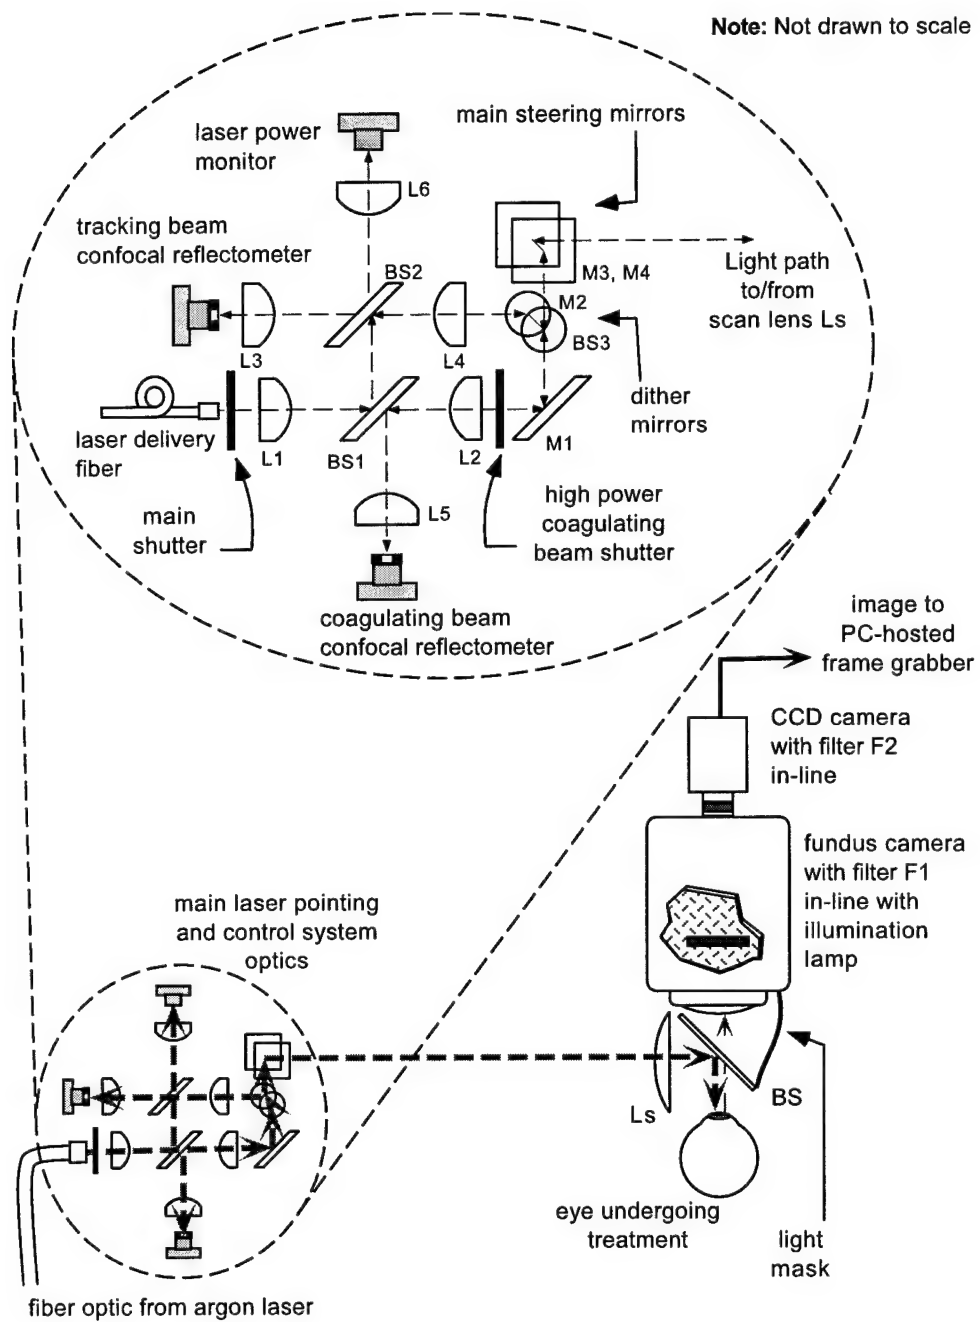 Note: Not drawn to scale
main steering mirrors
laser power
monitor
L6
tracking beam
confocal reflectometer
BS2
M3, M4
Light path
to/from
scan lens Ls
M2
BS3
L3
L4
dither
mirrors
laser delivery
fiber
L1
BS1
L2
M1
main
shutter
L5
high power
coagulating
beam shutter
coagulating beam
confocal reflectometer
image to
PC-hosted
frame grabber
CCD camera
with filter F2
in-line
fundus camera
with filter F1
in-line with
illumination
lamp
main laser pointing
and control system
optics
Ls
BS
eye undergoing
treatment
light
mask
fiber optic from argon laser